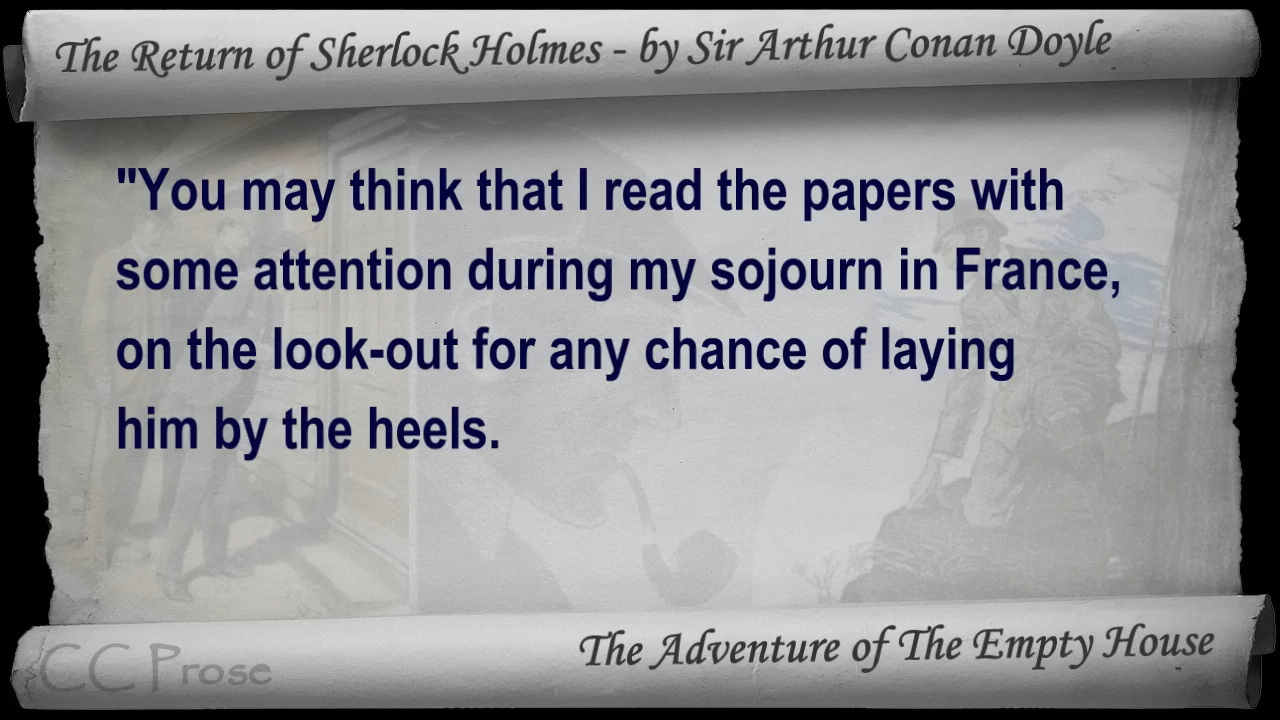 The Return of Sherlock Holmes - by Sir Arthur Conan Doyle
"You may think that I read the papers with
some attention during my sojourn in France,
on the look-out for any chance of laying
him by the heels.
The Adventure of The Empty House
CC Prose